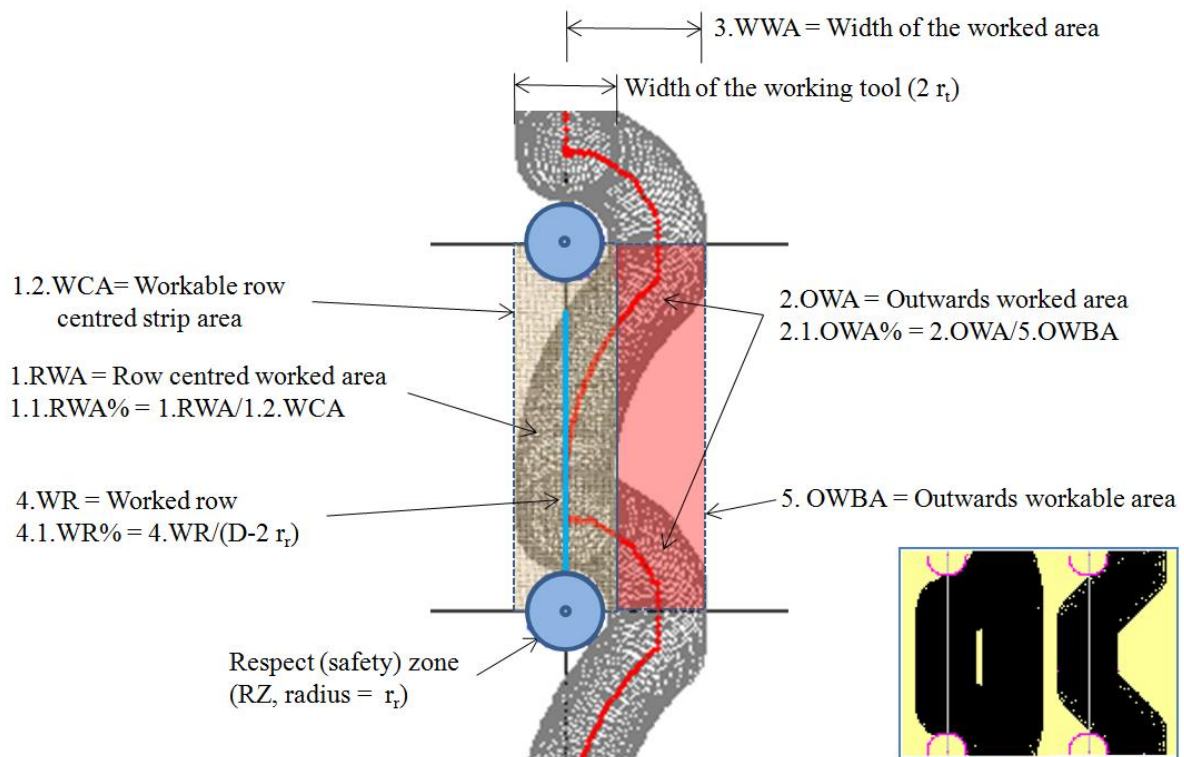 3.WWA = Width of the worked area
Width of the working tool (2 rₜ)
1.2.WCA= Workable row
centred strip area
2.OWA = Outwards worked area
2.1.OWA% = 2.OWA/5.OWBA
1.RWA = Row centred worked area
1.1.RWA% = 1.RWA/1.2.WCA
4.WR = Worked row
4.1.WR% = 4.WR/(D-2 rᵣ)
5. OWBA = Outwards workable area
Respect (safety) zone
(RZ, radius = rᵣ)